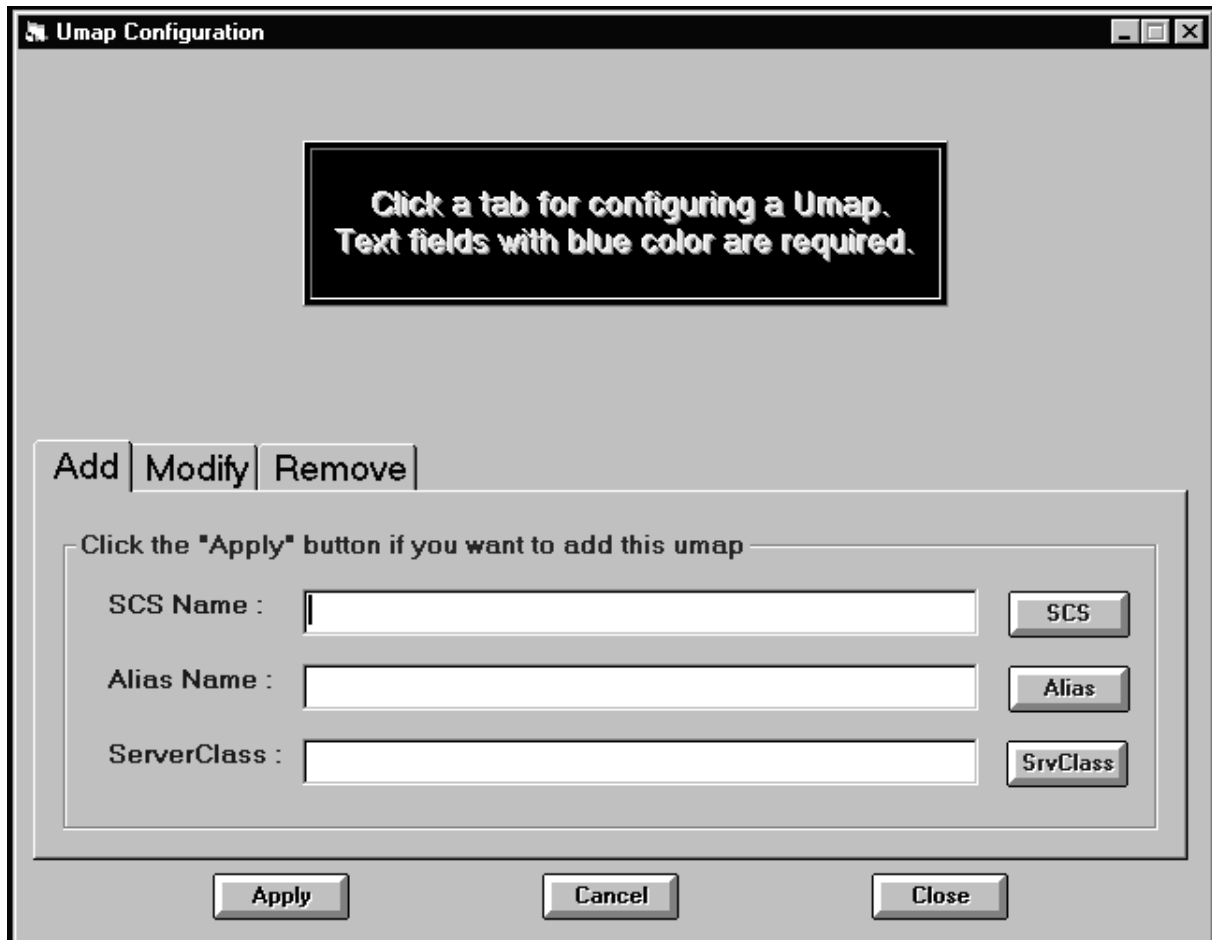 Umap Configuration
Click a tab for configuring a Umap.
Text fields with blue color are required.
Add Modify Remove
Click the "Apply" button if you want to add this umap
SCS Name : SCS
Alias Name : Alias
ServerClass : SrvClass
Apply Cancel Close